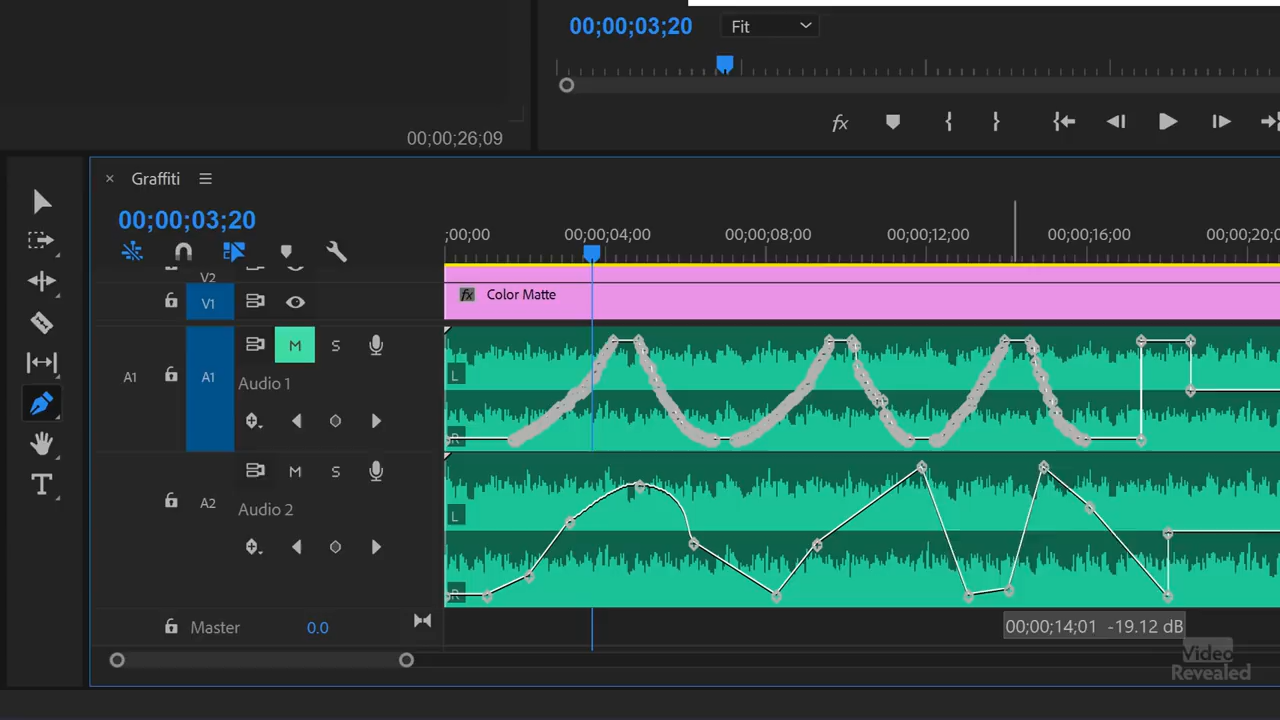 00;00;03;20 Fit
00;00;26;09 fx
× Graffiti
00;00;03;20
;00;00 00;00;04;00 00;00;08;00 00;00;12;00 00;00;16;00 00;00;20;00
V2
V1 fx Color Matte
A1 A1 M S L
Audio 1
R
M S
A2 Audio 2 L
R
Master 0.0 00;00;14;01 -19.12 dB
T
Video
Revealed